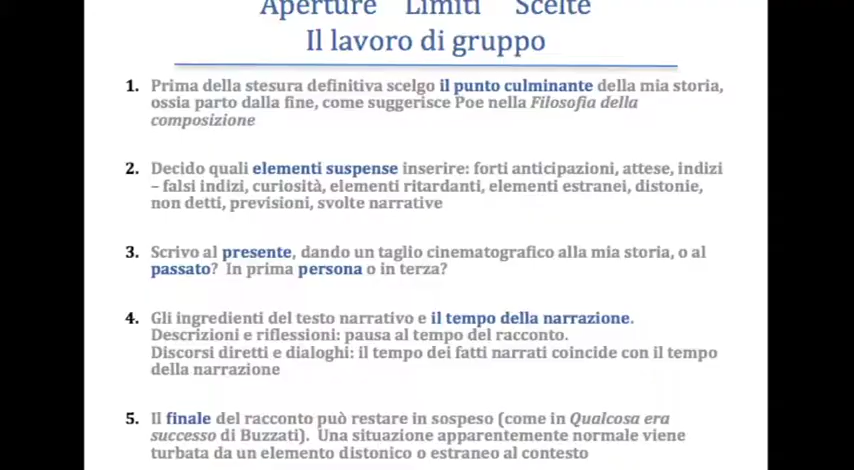 Aperture Limiti Scelte
Il lavoro di gruppo
1. Prima della stesura definitiva scelgo il punto culminante della mia storia,
ossia parto dalla fine, come suggerisce Poe nella Filosofia della
composizione
2. Decido quali elementi suspense inserire: forti anticipazioni, attese, indizi
– falsi indizi, curiosità, elementi ritardanti, elementi estranei, distonie,
non detti, previsioni, svolte narrative
3. Scrivo al presente, dando un taglio cinematografico alla mia storia, o al
passato? In prima persona o in terza?
4. Gli ingredienti del testo narrativo e il tempo della narrazione.
Descrizioni e riflessioni: pausa al tempo del racconto.
Discorsi diretti e dialoghi: il tempo dei fatti narrati coincide con il tempo
della narrazione
5. Il finale del racconto può restare in sospeso (come in Qualcosa era
successo di Buzzati). Una situazione apparentemente normale viene
turbata da un elemento distonico o estraneo al contesto